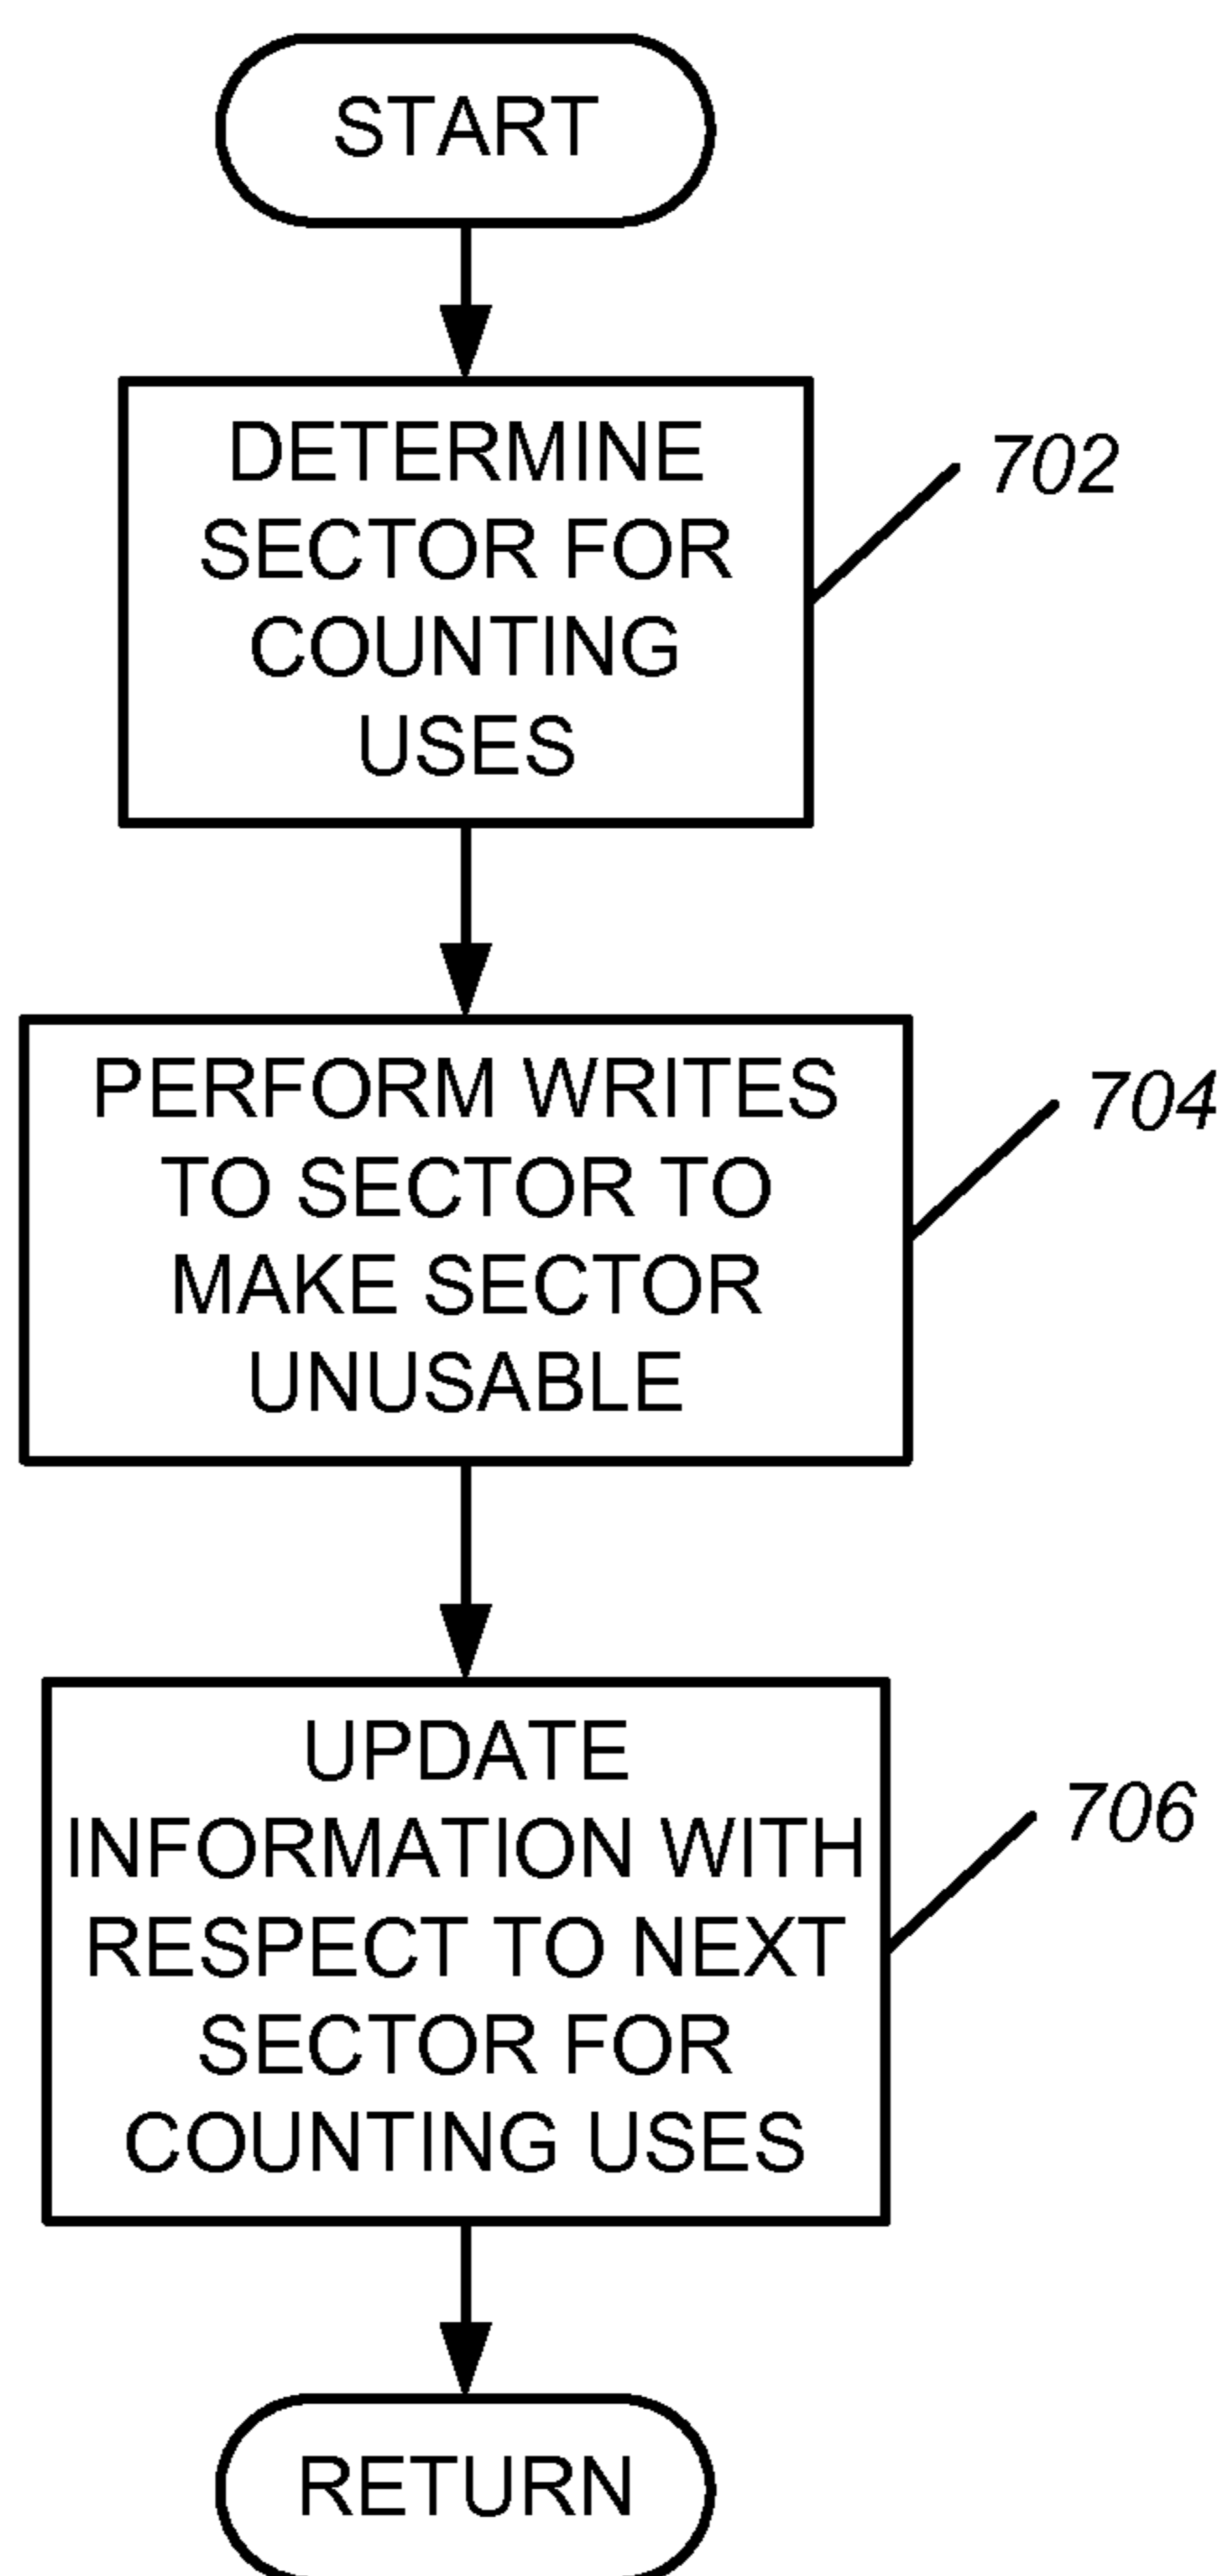 START
DETERMINE
SECTOR FOR
COUNTING
USES
702
PERFORM WRITES
TO SECTOR TO
MAKE SECTOR
UNUSABLE
704
UPDATE
INFORMATION WITH
RESPECT TO NEXT
SECTOR FOR
COUNTING USES
706
RETURN